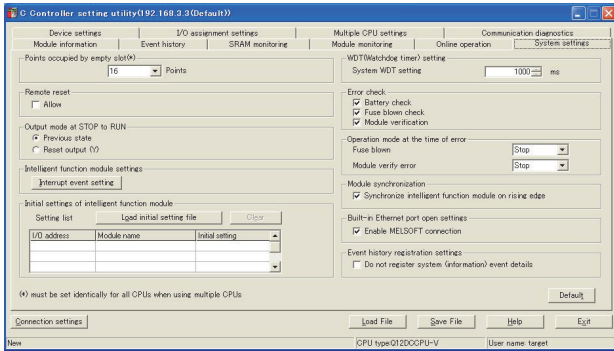 C Controller setting utility(192.168.3.3(Default))
Device settings I/O assignment settings Multiple CPU settings Communication diagnostics
Module information Event history SRAM monitoring Module monitoring Online operation System settings
Points occupied by empty slot(*)
16 Points
Remote reset
Allow
Output mode at STOP to RUN
Previous state
Reset output (Y)
Intelligent function module settings
Interrupt event setting
Initial settings of intelligent function module
Setting list Load initial setting file Clear
I/O address Module name Initial setting
WDT(Watchdog timer) setting
System WDT setting 1000 ms
Error check
Battery check
Fuse blown check
Module verification
Operation mode at the time of error
Fuse blown Stop
Module verify error Stop
Module synchronization
Synchronize intelligent function module on rising edge
Built-in Ethernet port open settings
Enable MELSOFT connection
Event history registration settings
Do not register system (information) event details
(*) must be set identically for all CPUs when using multiple CPUs
Default
Connection settings Load File Save File Help Exit
New CPU type:Q12DCCPU-V User name: target